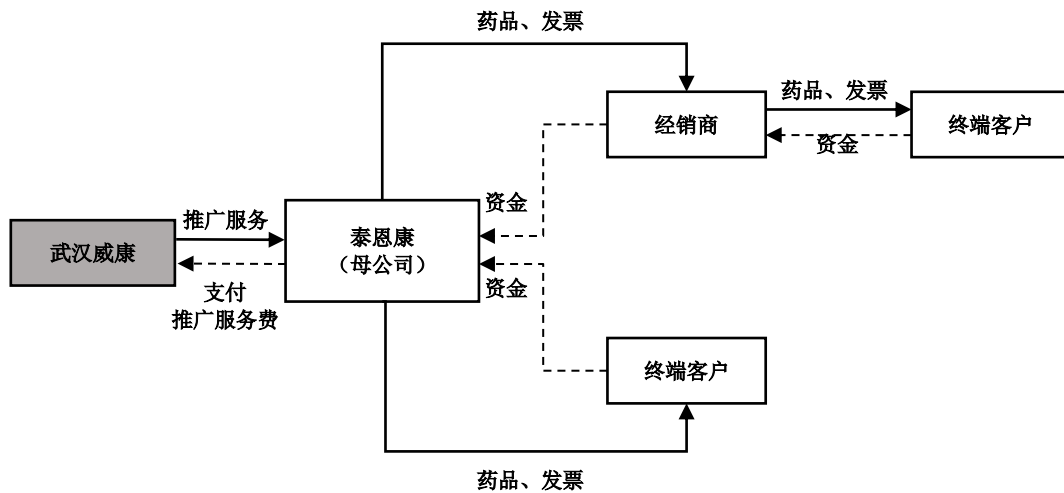 药品、发票
药品、发票
经销商
终端客户
资金
资金
推广服务
泰恩康
（母公司）
武汉威康
资金
支付
推广服务费
终端客户
药品、发票